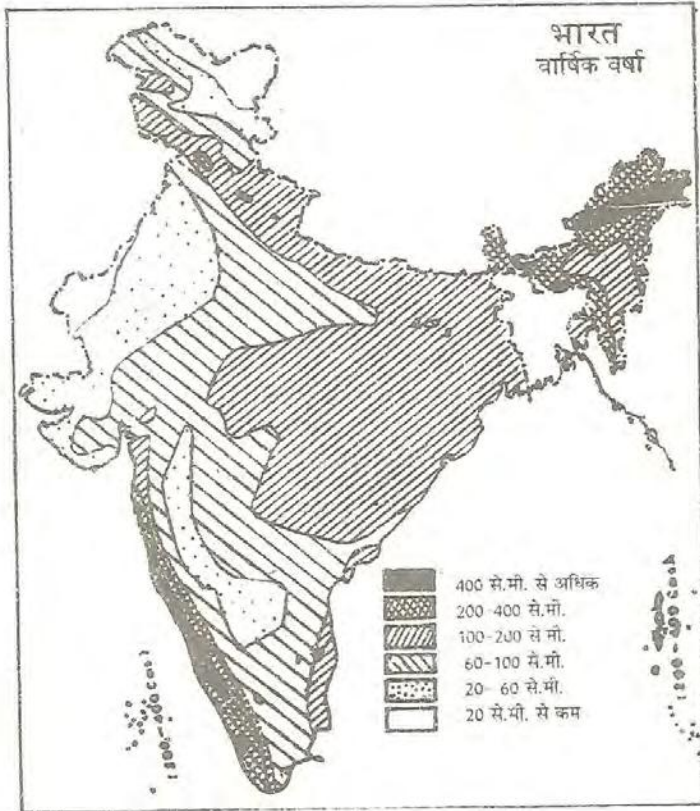 भारत
वार्षिक वर्षा
400 से.मी. से अधिक
200-400 से.मी.
100-200 से मी.
60-100 से.मी.
20-60 से.मी.
20 से.मी. से कम